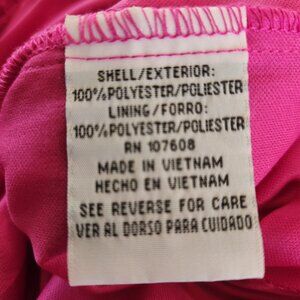 SHELL/EXTERIOR:
100%POLYESTER/POLIESTER
LINING/FORRO:
100%POLYESTER/POLIESTER
RN 107608
MADE IN VIETNAM
HECHO EN VIETNAM
SEE REVERSE FOR CARE
VER AL DORSO PARA CUIDADO